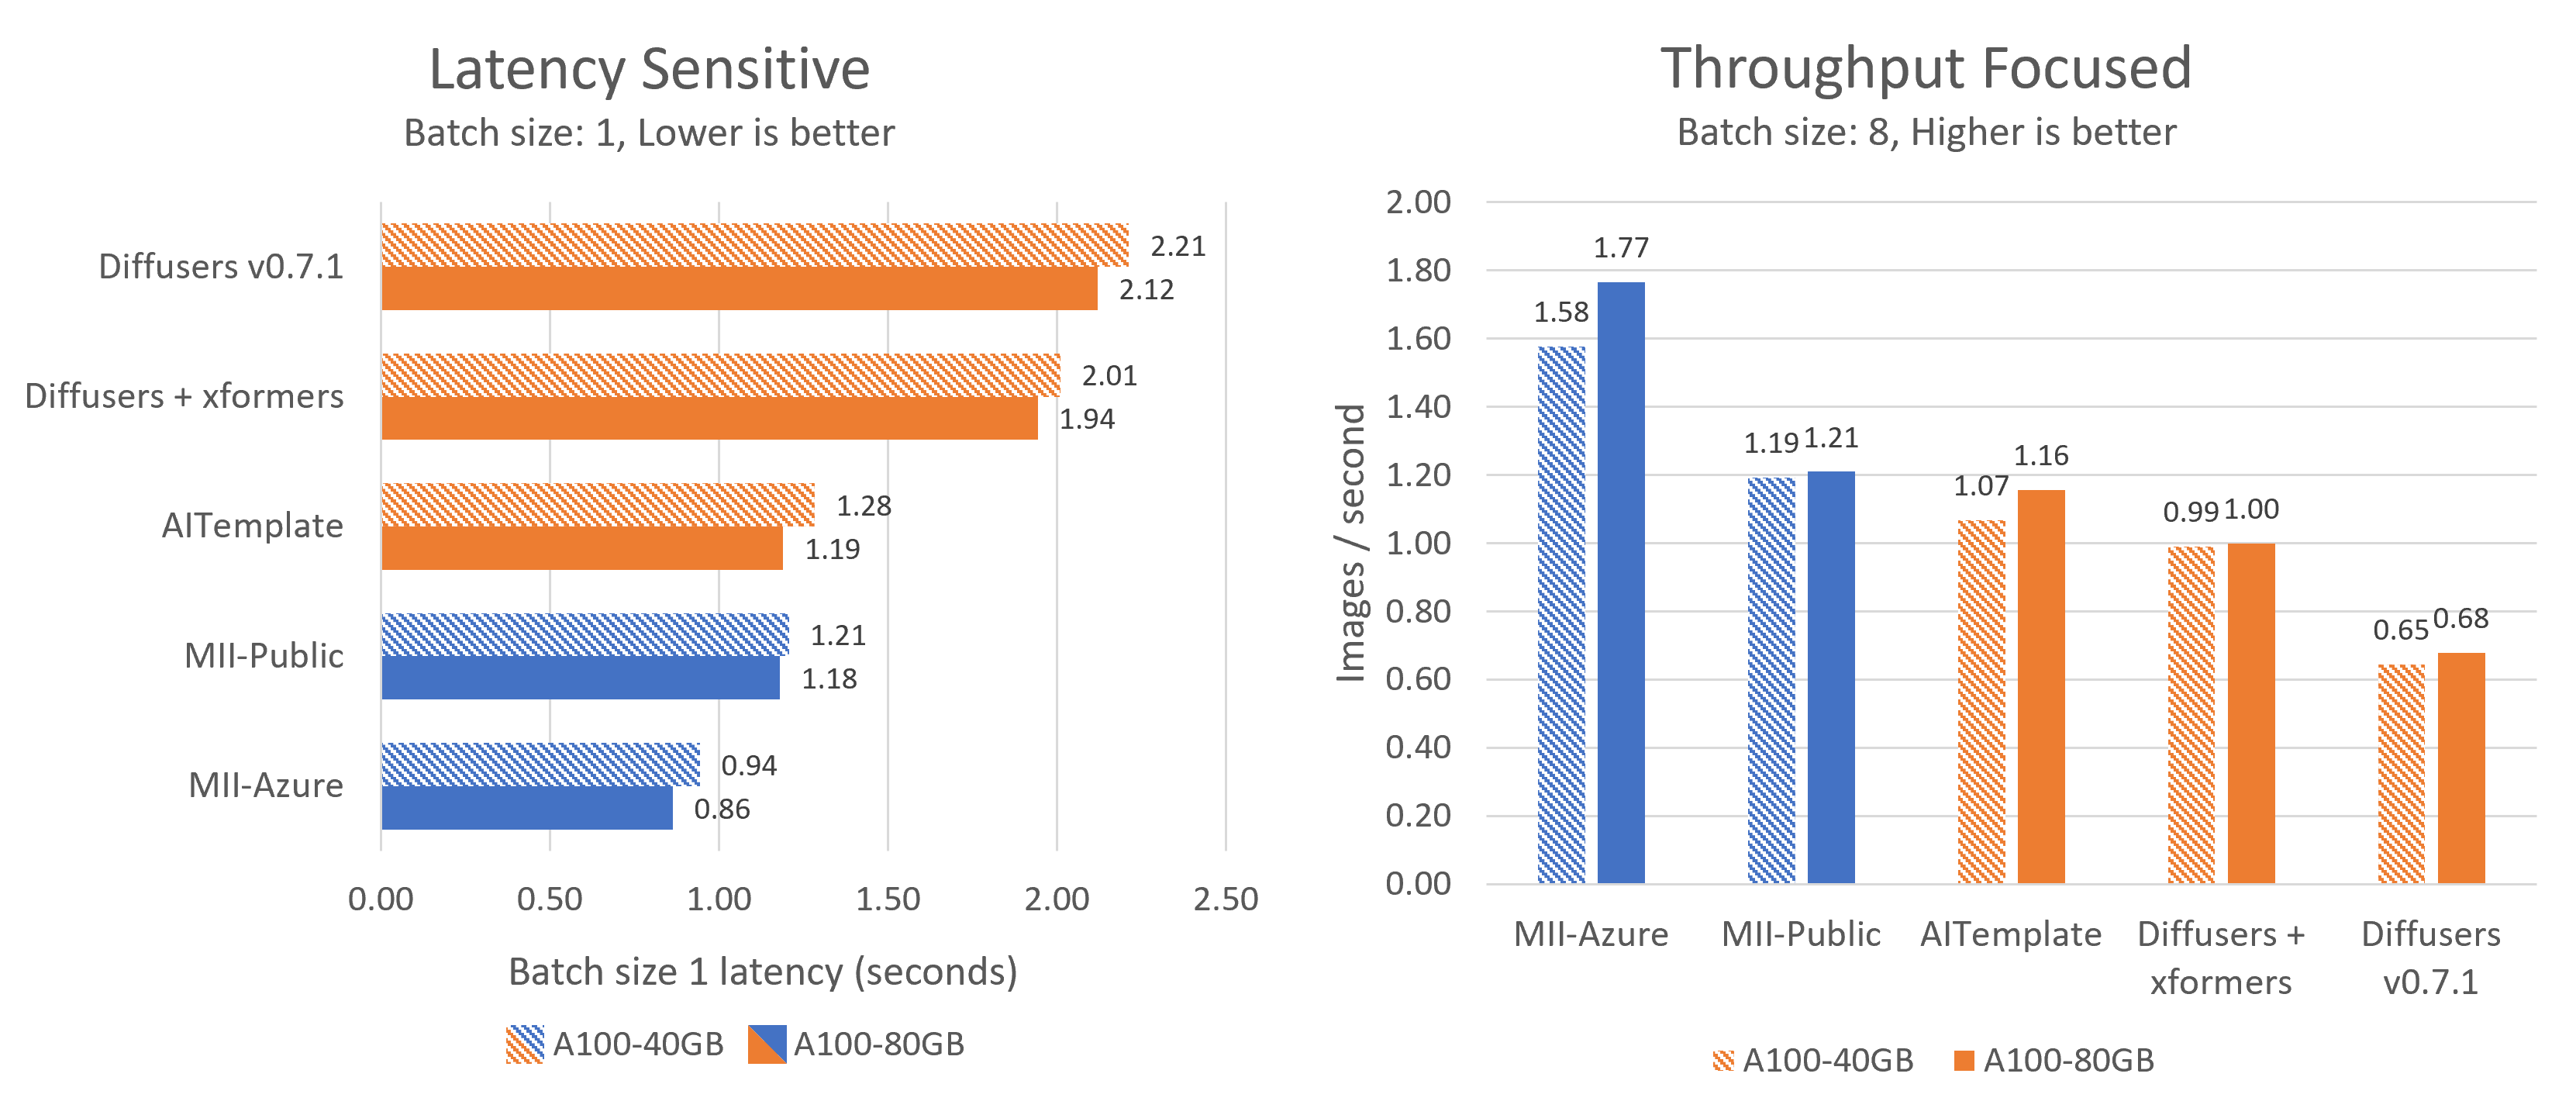 Latency Sensitive
Batch size: 1, Lower is better
Diffusers v0.7.1
2.21
2.12
Diffusers + xformers
2.01
1.94
AITemplate
1.28
1.19
MII-Public
1.21
1.18
MII-Azure
0.94
0.86
0.00 0.50 1.00 1.50 2.00 2.50
Batch size 1 latency (seconds)
A100-40GB A100-80GB
Throughput Focused
Batch size: 8, Higher is better
Images / second
2.00
1.80
1.60
1.40
1.20
1.00
0.80
0.60
0.40
0.20
0.00
1.58 1.77
1.19 1.21
1.07 1.16
0.99 1.00
0.65 0.68
MII-Azure MII-Public AITemplate Diffusers + Diffusers
xformers v0.7.1
A100-40GB A100-80GB